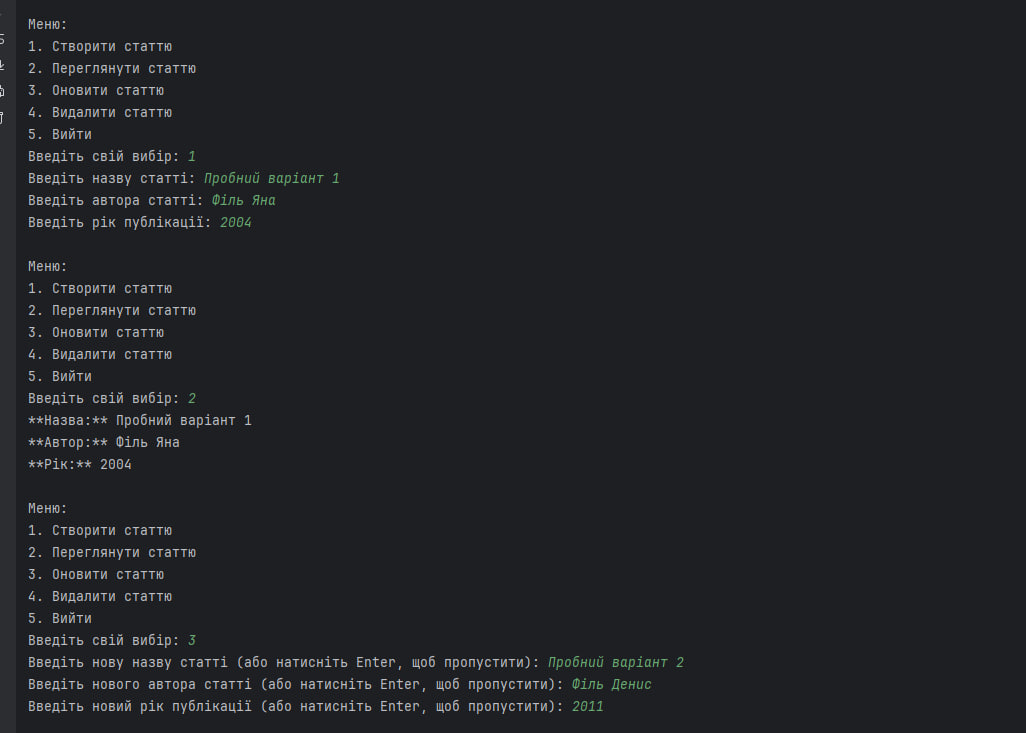 Меню:
1. Створити статтю
2. Переглянути статтю
3. Оновити статтю
4. Видалити статтю
5. Вийти
Введіть свій вибір: 1
Введіть назву статті: Пробний варіант 1
Введіть автора статті: Філь Яна
Введіть рік публікації: 2004
Меню:
1. Створити статтю
2. Переглянути статтю
3. Оновити статтю
4. Видалити статтю
5. Вийти
Введіть свій вибір: 2
**Назва:** Пробний варіант 1
**Автор:** Філь Яна
**Рік:** 2004
Меню:
1. Створити статтю
2. Переглянути статтю
3. Оновити статтю
4. Видалити статтю
5. Вийти
Введіть свій вибір: 3
Введіть нову назву статті (або натисніть Enter, щоб пропустити): Пробний варіант 2
Введіть нового автора статті (або натисніть Enter, щоб пропустити): Філь Денис
Введіть новий рік публікації (або натисніть Enter, щоб пропустити): 2011